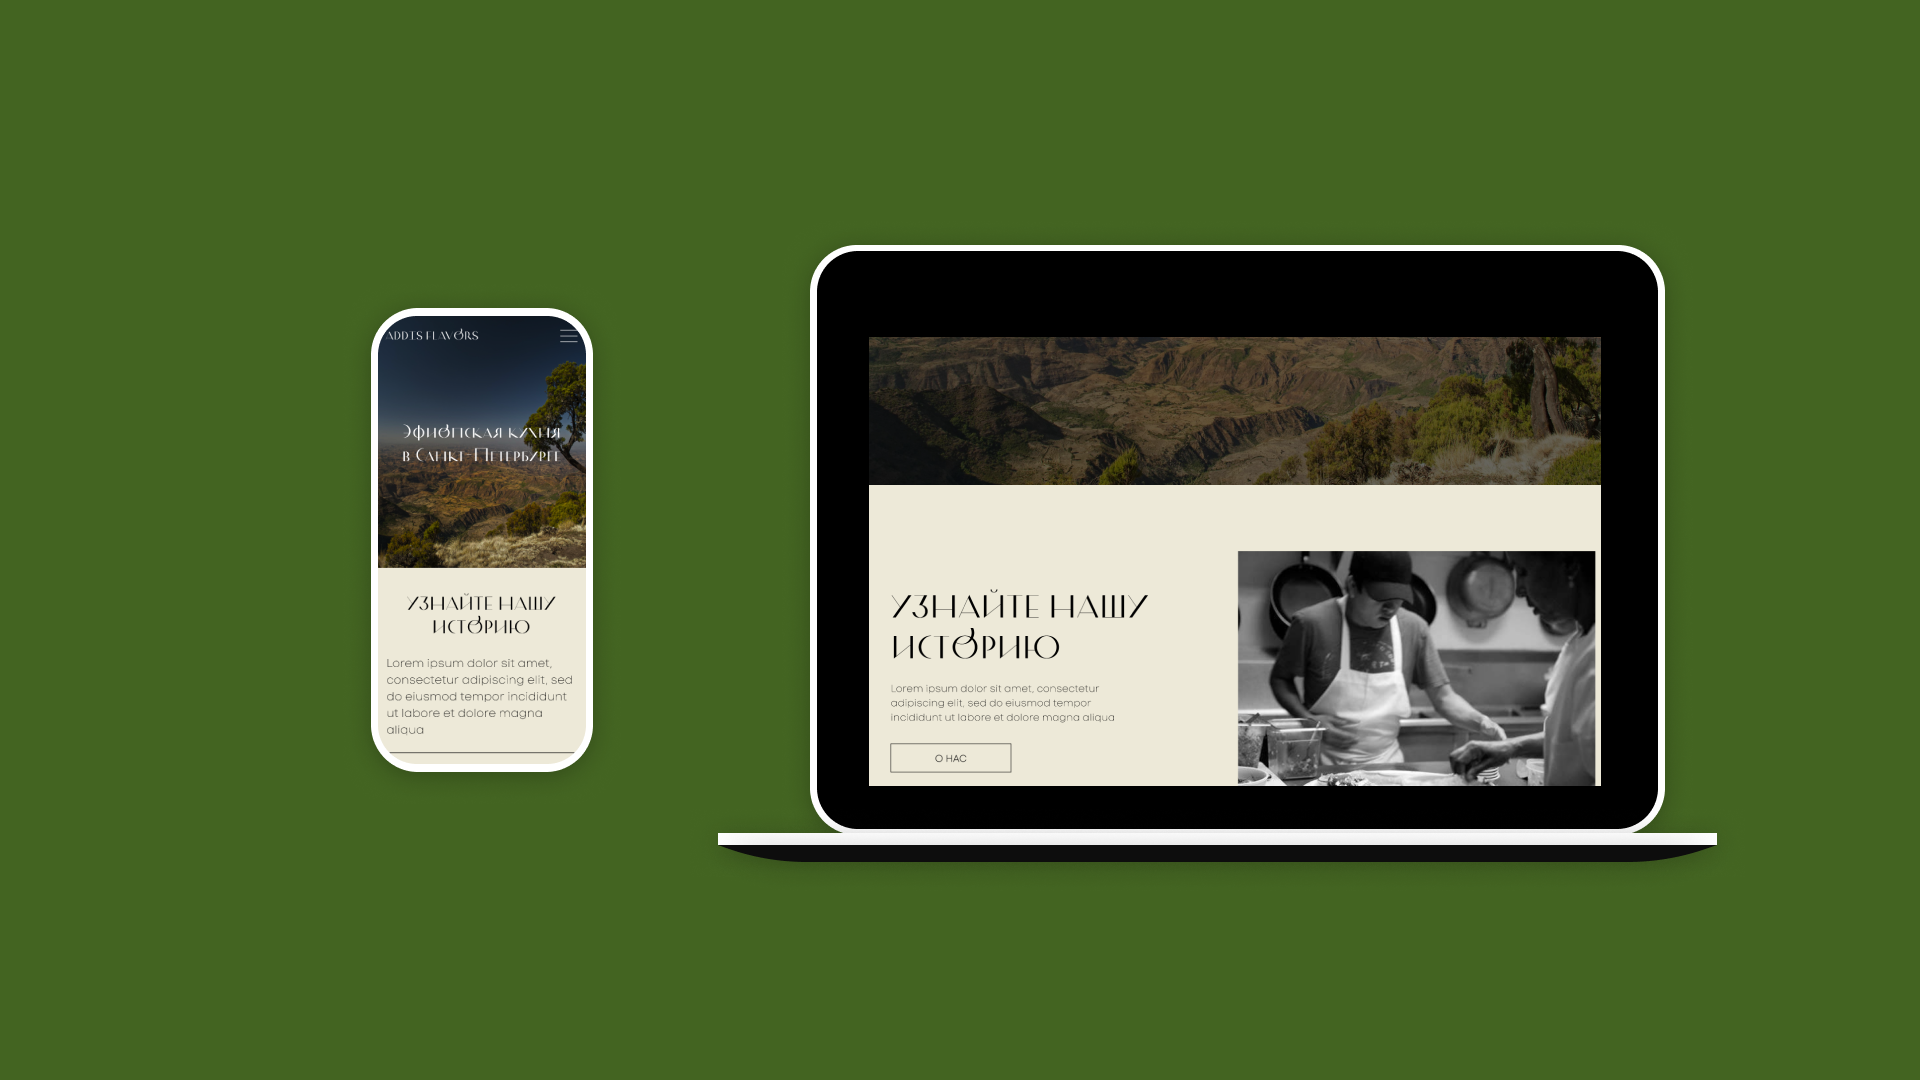 ADDIS FLAVORS
Эфиопская кухня
в Санкт-Петербурге
УЗНАЙТЕ НАШУ
ИСТОРИЮ
Lorem ipsum dolor sit amet,
consectetur adipiscing elit, sed
do eiusmod tempor incididunt
ut labore et dolore magna
aliqua
УЗНАЙТЕ НАШУ
ИСТОРИЮ
Lorem ipsum dolor sit amet, consectetur
adipiscing elit, sed do eiusmod tempor
incididunt ut labore et dolore magna aliqua
О НАС